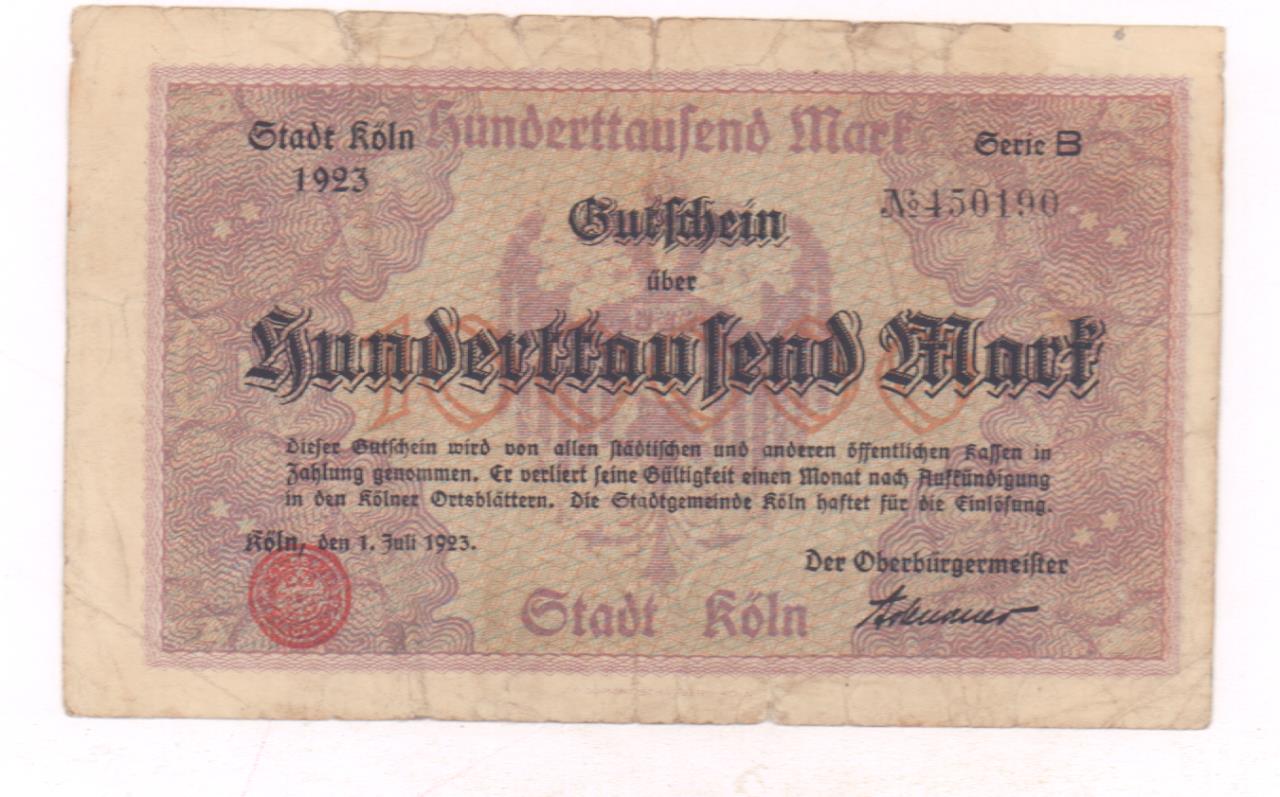 Hunderttausend Mark
Stadt Köln
1923
Serie B
№450190
Gutschein
über
100000
Hunderttausend Mark
Dieser Gutschein wird von allen städtischen und anderen öffentlichen Kassen in
Zahlung genommen. Er verliert seine Gültigkeit einen Monat nach Aufkündigung
in den Kölner Ortsblättern. Die Stadtgemeinde Köln haftet für die Einlösung.
Köln, den 1. Juli 1923.
Der Oberbürgermeister
Adenauer
Stadt Köln